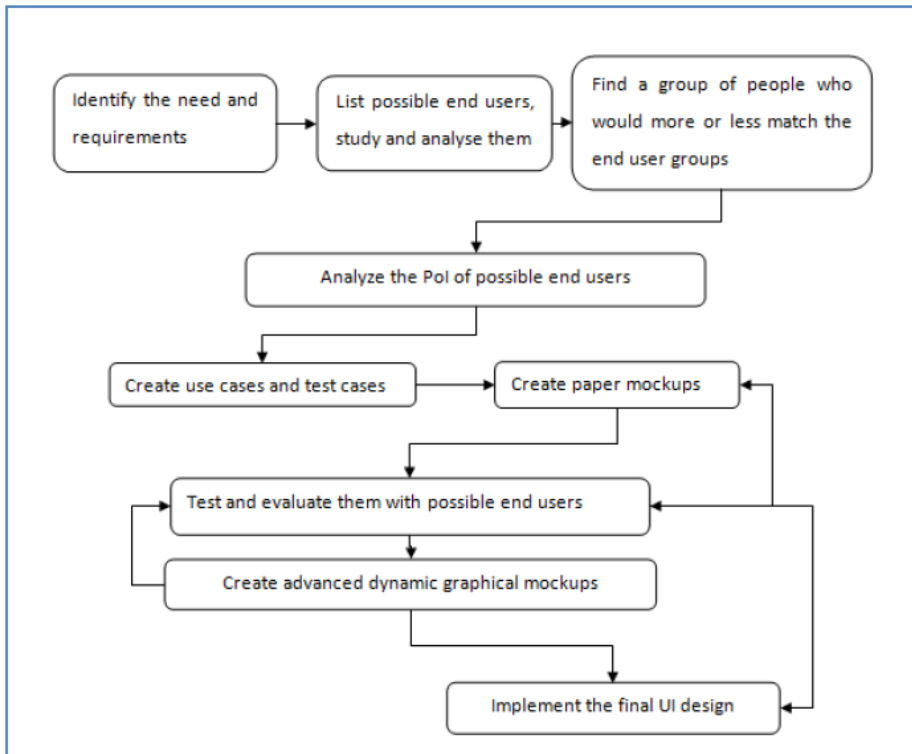 Identify the need and
requirements
List possible end users,
study and analyse them
Find a group of people who
would more or less match the
end user groups
Analyze the PoI of possible end users
Create use cases and test cases
Create paper mockups
Test and evaluate them with possible end users
Create advanced dynamic graphical mockups
Implement the final UI design